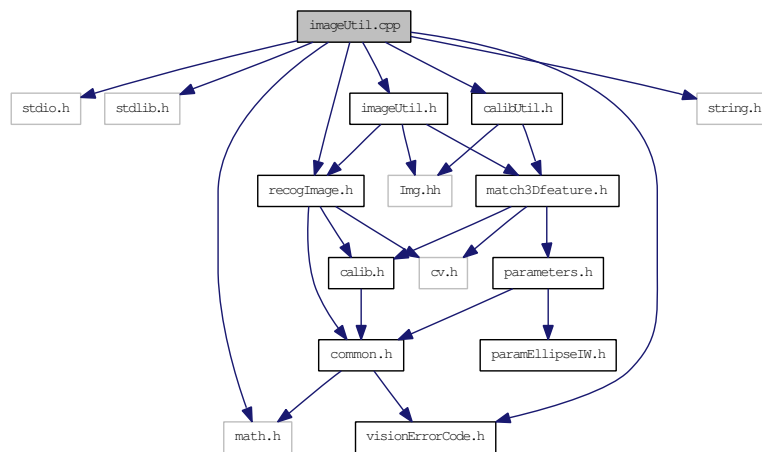 imageUtil.cpp
stdio.h
stdlib.h
imageUtil.h
calibUtil.h
string.h
recogImage.h
Img.hh
match3Dfeature.h
calib.h
cv.h
parameters.h
common.h
paramEllipseIW.h
math.h
visionErrorCode.h